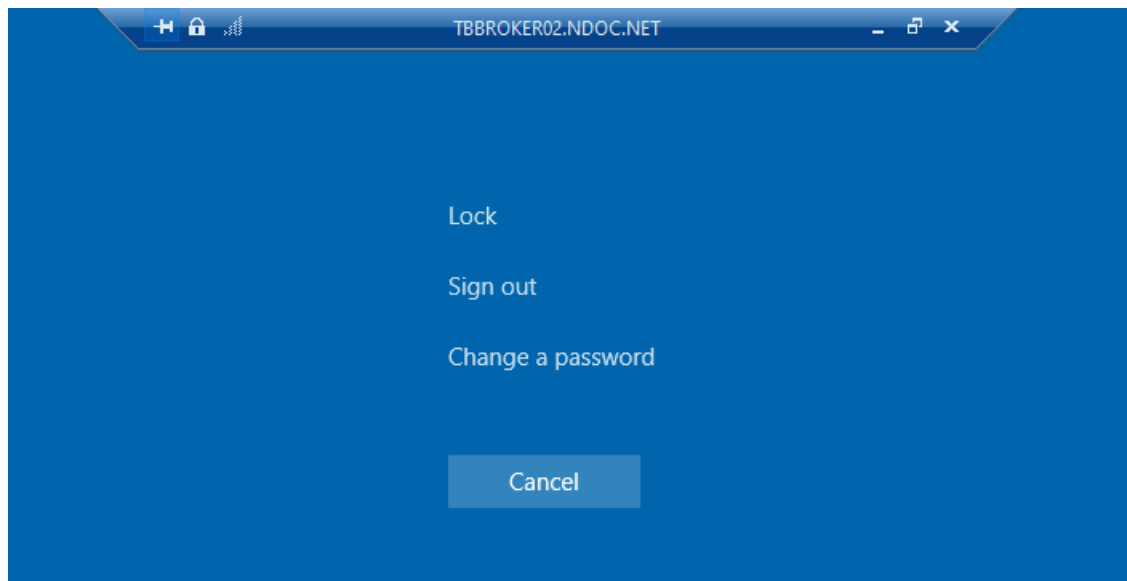 TBBROKER02.NDOC.NET
Lock
Sign out
Change a password
Cancel